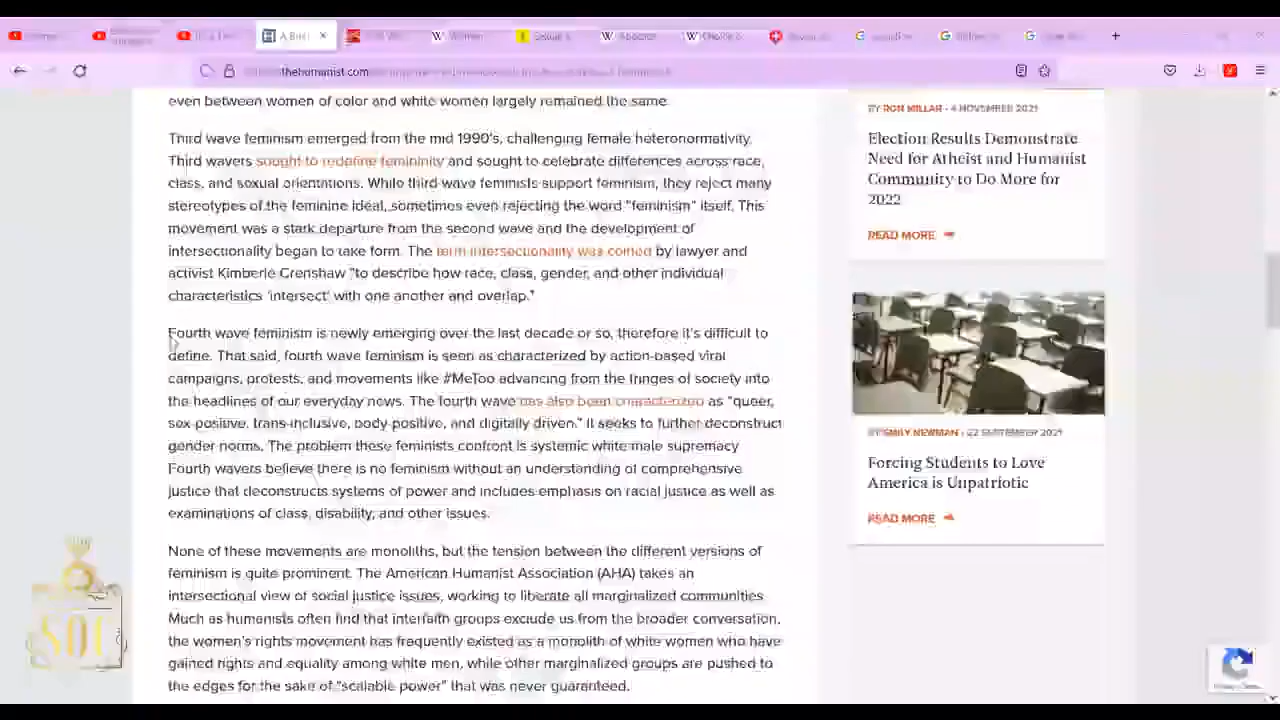 A Brief
Women
thehumanist.com
even between women of color and white women largely remained the same.
Third wave feminism emerged from the mid 1990's, challenging female heteronormativity.
Third wavers sought to redefine femininity and sought to celebrate differences across race,
class, and sexual orientations. While third wave feminists support feminism, they reject many
stereotypes of the feminine ideal, sometimes even rejecting the word "feminism" itself. This
movement was a stark departure from the second wave and the development of
intersectionality began to take form. The term intersectionality was coined by lawyer and
activist Kimberlé Crenshaw "to describe how race, class, gender, and other individual
characteristics 'intersect' with one another and overlap."
Fourth wave feminism is newly emerging over the last decade or so, therefore it's difficult to
define. That said, fourth wave feminism is seen as characterized by action-based viral
campaigns, protests, and movements like #MeToo advancing from the fringes of society into
the headlines of our everyday news. The fourth wave has also been characterized as "queer,
sex-positive, trans-inclusive, body-positive, and digitally driven." It seeks to further deconstruct
gender norms. The problem these feminists confront is systemic white male supremacy
Fourth wavers believe there is no feminism without an understanding of comprehensive
justice that deconstructs systems of power and includes emphasis on racial justice as well as
examinations of class, disability, and other issues.
None of these movements are monoliths, but the tension between the different versions of
feminism is quite prominent. The American Humanist Association (AHA) takes an
intersectional view of social justice issues, working to liberate all marginalized communities.
Much as humanists often find that interfaith groups exclude us from the broader conversation,
the women's rights movement has frequently existed as a monolith of white women who have
gained rights and equality among white men, while other marginalized groups are pushed to
the edges for the sake of "scalable power" that was never guaranteed.
BY RON MILLAR • 4 NOVEMBER 2021
Election Results Demonstrate
Need for Atheist and Humanist
Community to Do More for
2022
READ MORE
BY EMILY NEWMAN • 22 SEPTEMBER 2021
Forcing Students to Love
America is Unpatriotic
READ MORE